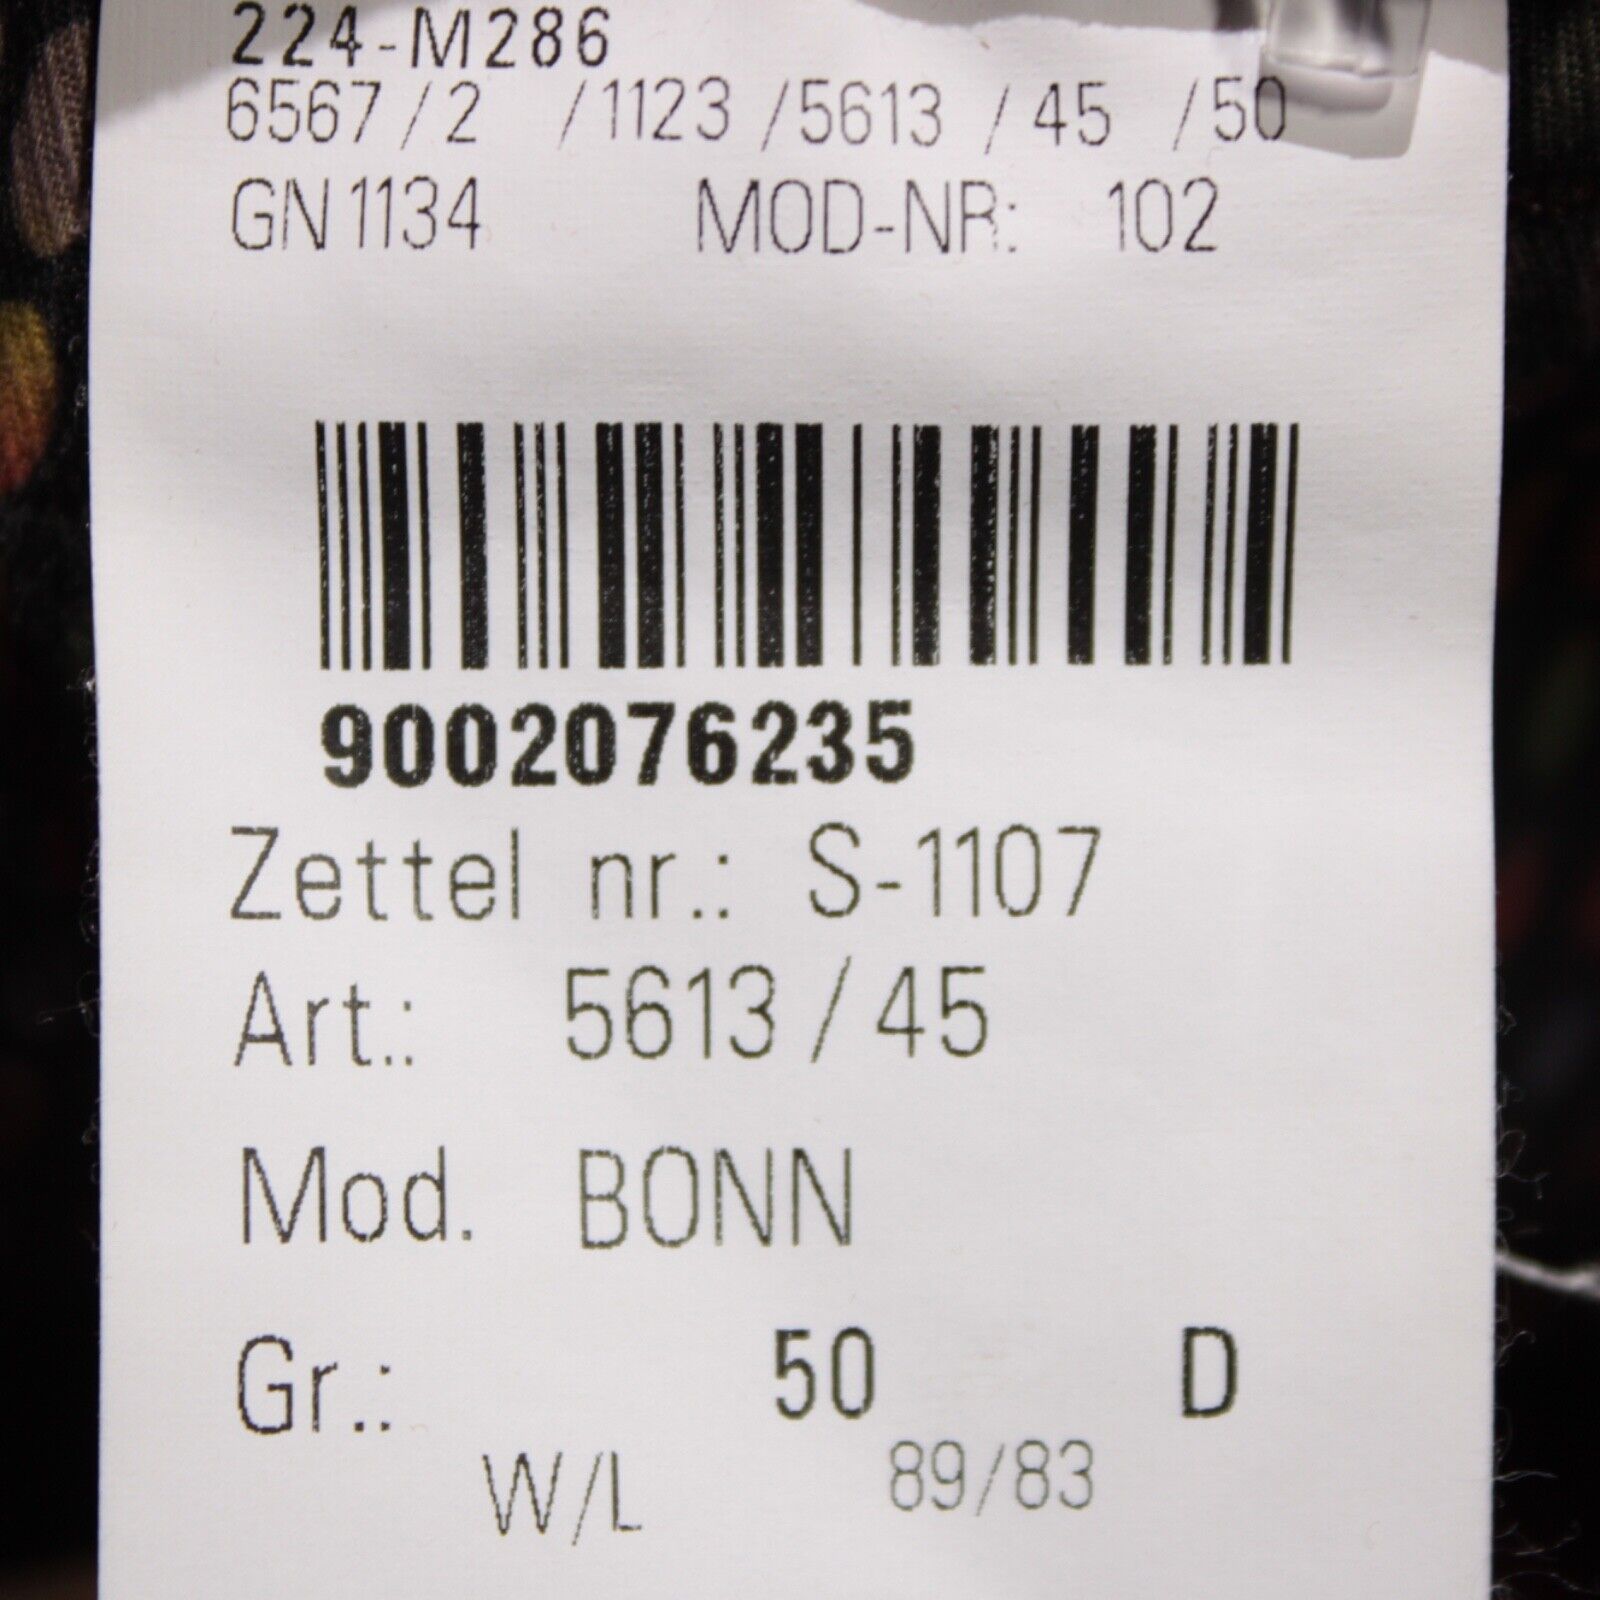 224-M286
6567/2 /1123 /5613 /45 /50
GN1134 MOD-NR: 102
9002076235
Zettel nr.: S-1107
Art.: 5613/45
Mod. BONN
Gr.: 50 D
W/L 89/83